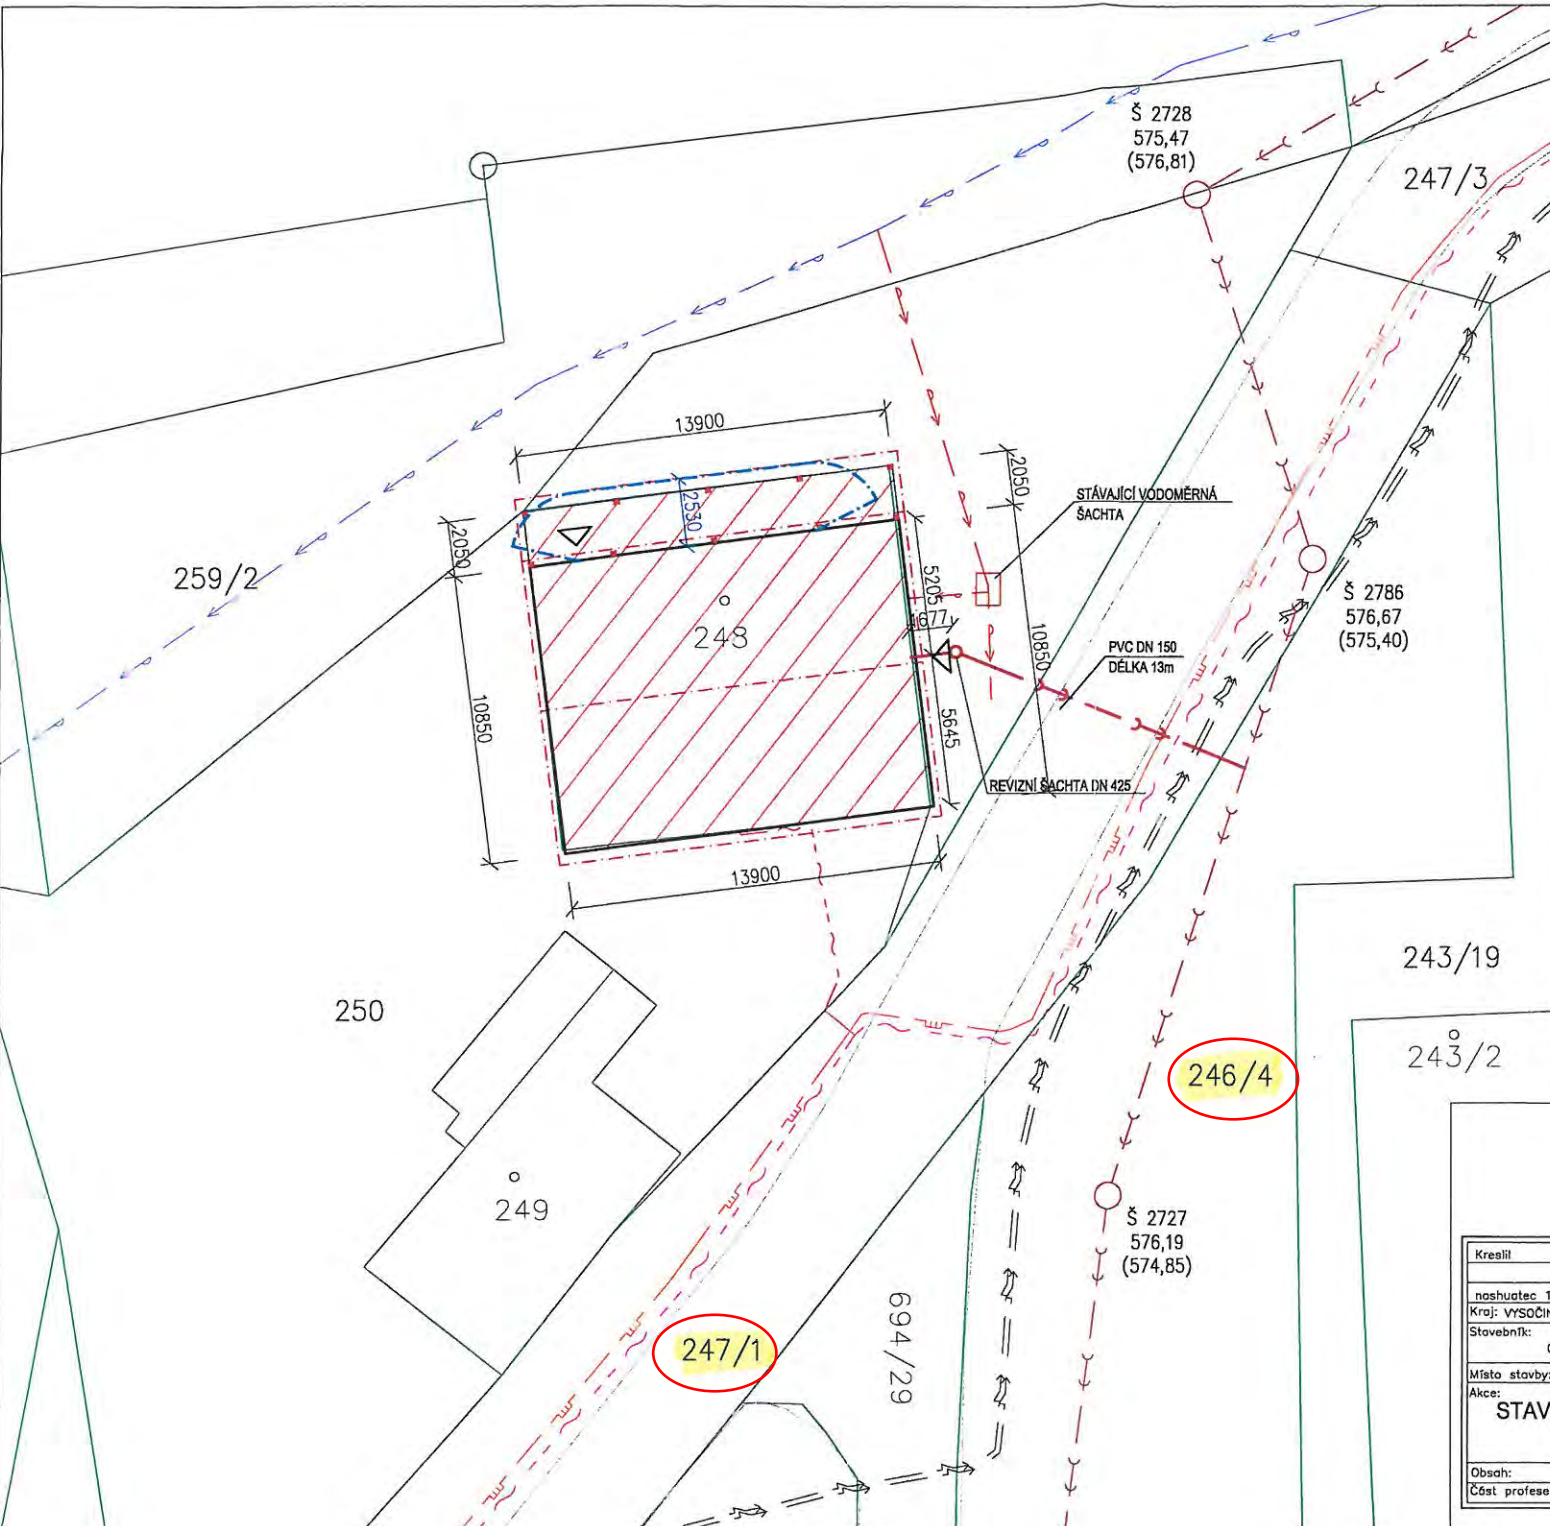 Š 2728
575,47
(576,81)
247/3
13900
2050
STÁVAJÍCÍ VODOMĚRNÁ
ŠACHTA
2530
2050
259/2
5205
677
243
10850
Š 2786
576,67
(575,40)
PVC DN 150
DÉLKA 13m
10850
5645
REVIZNÍ ŠACHTA DN 425
13900
243/19
250
243/2
246/4
249
Š 2727
576,19
(574,85)
694/29
247/1
Kreslil
Kraj: VYSOČIN
Stavebník:
Místo stavby:
Akce:
STAV
Obsah:
Část profese